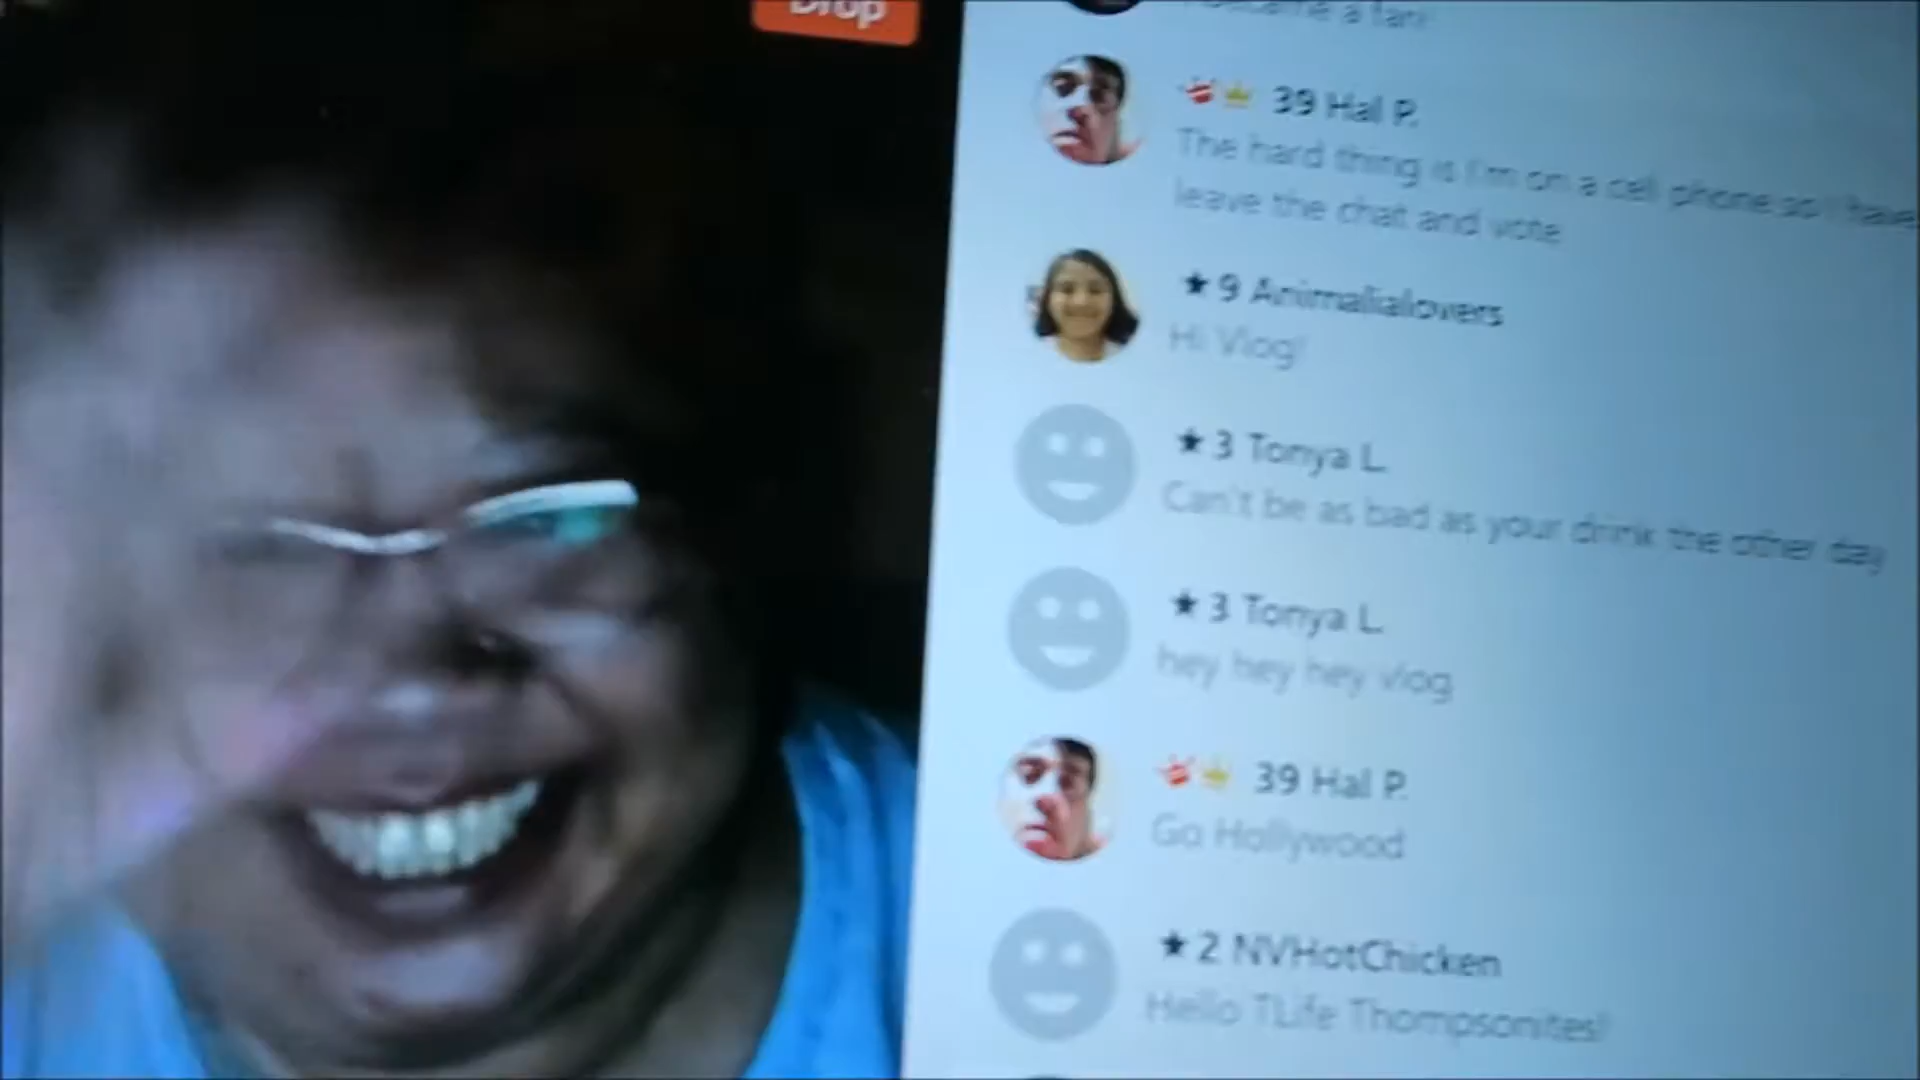 Drop
became a fan!
39 Hal P.
The hard thing is I'm on a cell phone so I have
leave the chat and vote
★ 9 Animalialovers
Hi Vlog!
★ 3 Tonya L.
Can't be as bad as your drink the other day
★ 3 Tonya L.
hey hey hey vlog
39 Hal P.
Go Hollywood
★ 2 NVHotChicken
Hello TLife Thompsonites!